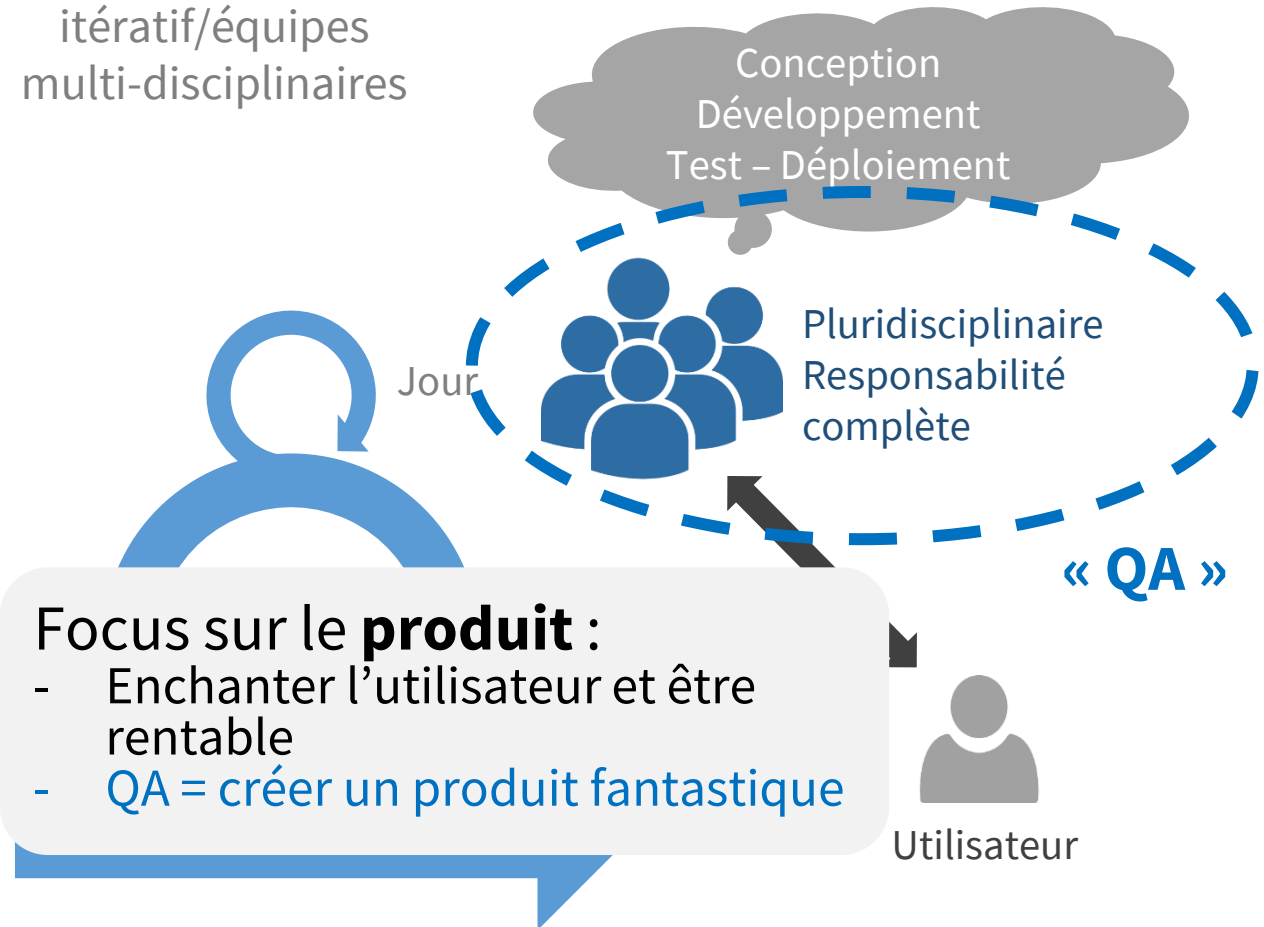 itératif/équipes
multi-disciplinaires
Conception
Développement
Test – Déploiement
Pluridisciplinaire
Responsabilité
complète
Jour
« QA »
Focus sur le produit :
- Enchanter l’utilisateur et être
rentable
- QA = créer un produit fantastique
Utilisateur